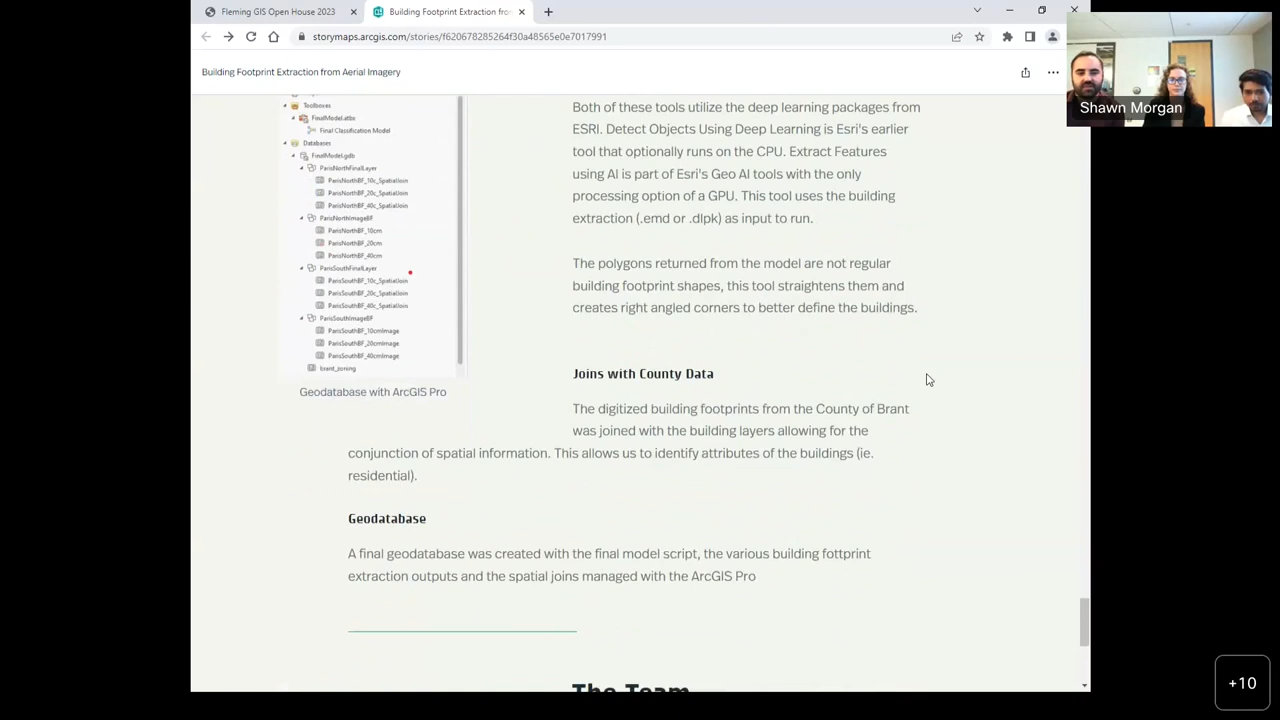 Fleming GIS Open House 2023
Building Footprint Extraction fro
storymaps.arcgis.com/stories/f620678285264f30a48565e0e7017991
Building Footprint Extraction from Aerial Imagery
Shawn Morgan
Toolboxes
FinalModel.atbx
Final Classification Model
Databases
FinalModel.gdb
ParisNorthFinalLayer
ParisNorthBF_10c_SpatialJoin
ParisNorthBF_20c_SpatialJoin
ParisNorthBF_40c_SpatialJoin
ParisNorthImageBF
ParisNorthBF_10cm
ParisNorthBF_20cm
ParisNorthBF_40cm
ParisSouthFinalLayer
ParisSouthBF_10c_SpatialJoin
ParisSouthBF_20c_SpatialJoin
ParisSouthBF_40c_SpatialJoin
ParisSouthImageBF
ParisSouthBF_10cmImage
ParisSouthBF_20cmImage
ParisSouthBF_40cmImage
brant_zoning
Geodatabase with ArcGIS Pro
Both of these tools utilize the deep learning packages from
ESRI. Detect Objects Using Deep Learning is Esri's earlier
tool that optionally runs on the CPU. Extract Features
using AI is part of Esri's Geo AI tools with the only
processing option of a GPU. This tool uses the building
extraction (.emd or .dlpk) as input to run.
The polygons returned from the model are not regular
building footprint shapes, this tool straightens them and
creates right angled corners to better define the buildings.
Joins with County Data
The digitized building footprints from the County of Brant
was joined with the building layers allowing for the
conjunction of spatial information. This allows us to identify attributes of the buildings (ie.
residential).
Geodatabase
A final geodatabase was created with the final model script, the various building fottprint
extraction outputs and the spatial joins managed with the ArcGIS Pro
The Team
+10